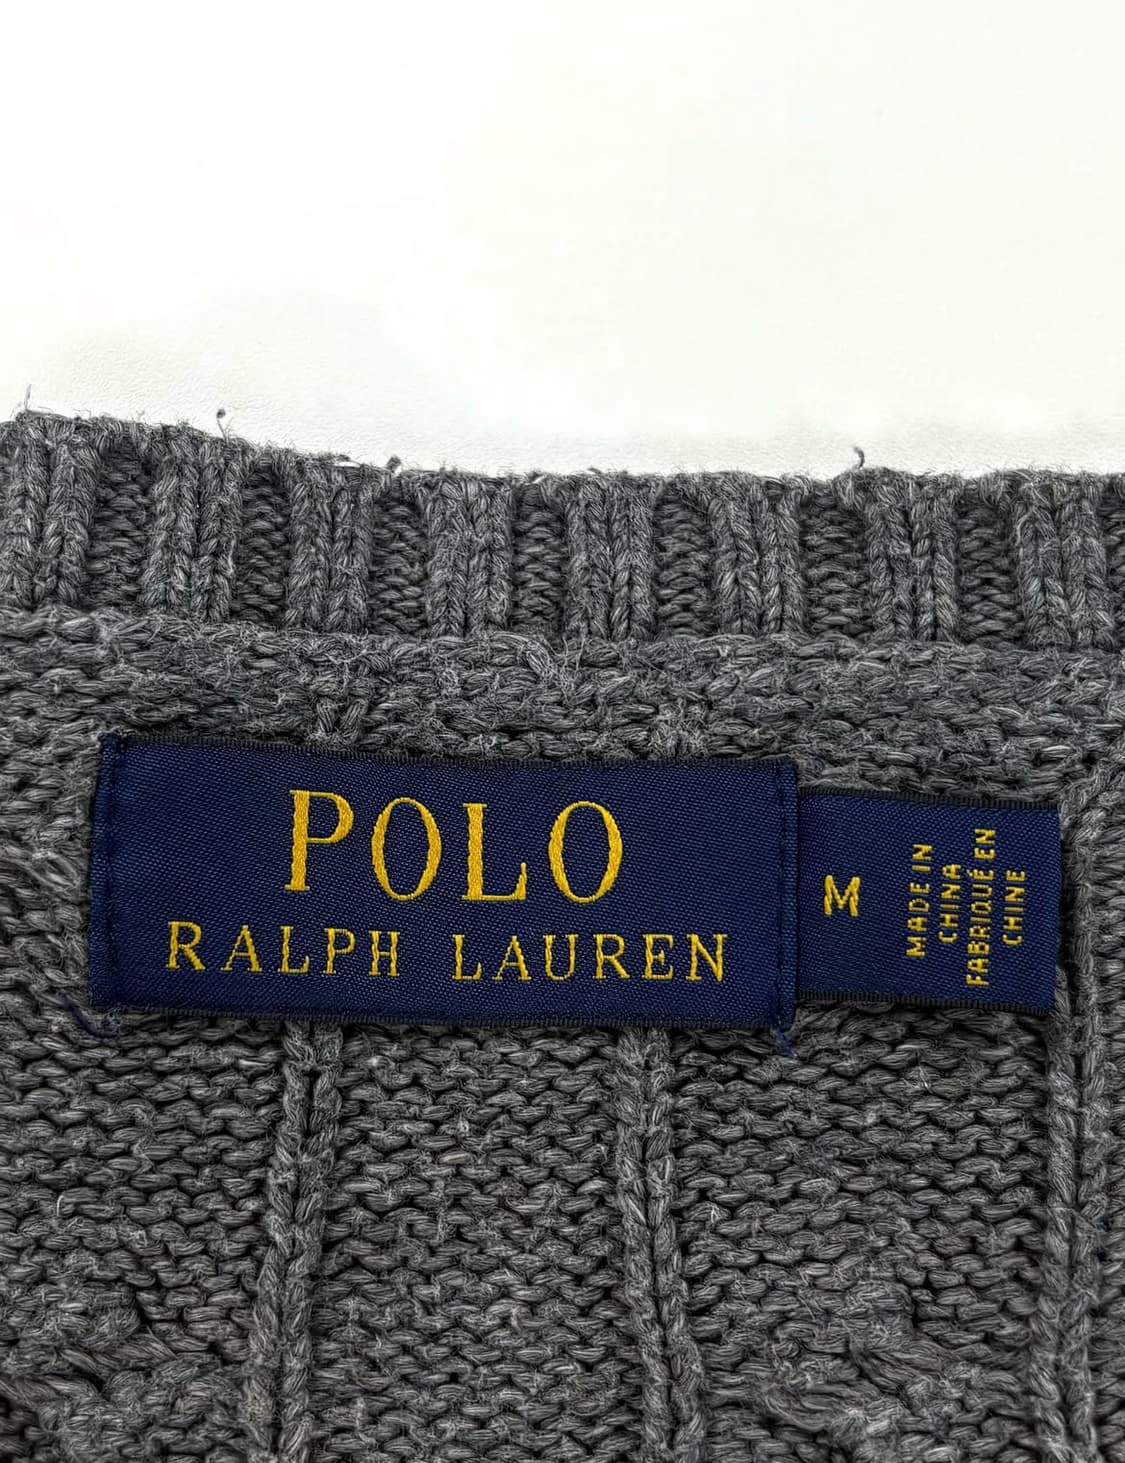 POLO
RALPH LAUREN
M
MADE IN
CHINA
FABRIQUÉ EN
CHINE